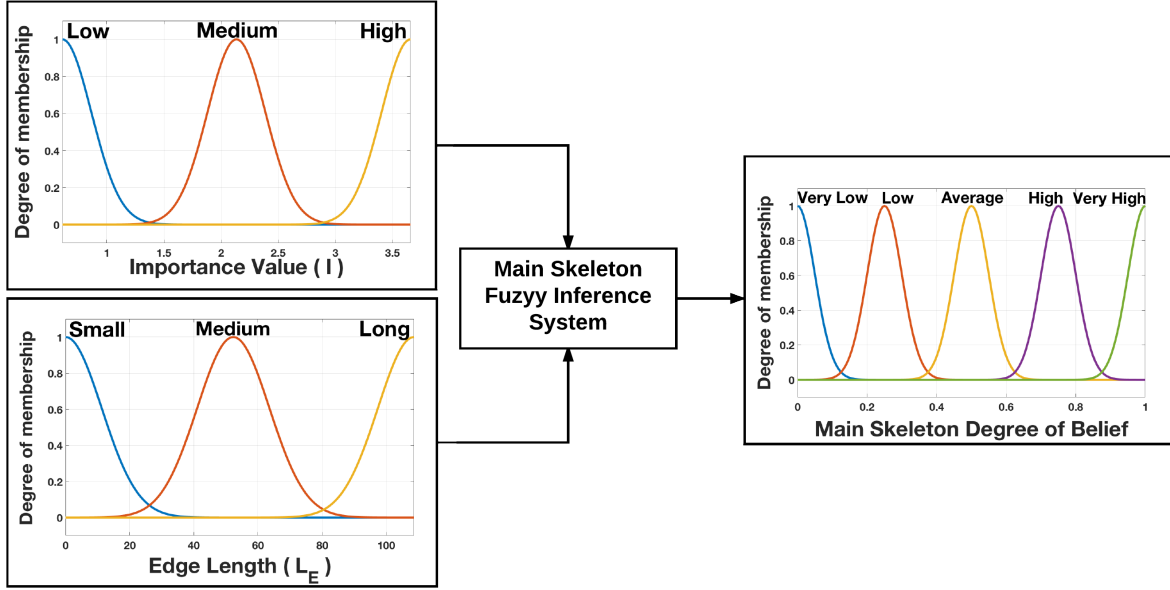 Low Medium High
Degree of membership
1
0.8
0.6
0.4
0.2
0
1 1.5 2 2.5 3 3.5
Importance Value ( I )
Small Medium Long
Degree of membership
1
0.8
0.6
0.4
0.2
0
0 20 40 60 80 100
Edge Length ( L_E )
Main Skeleton
Fuzyy Inference
System
Very Low Low Average High Very High
Degree of membership
1
0.8
0.6
0.4
0.2
0
0 0.2 0.4 0.6 0.8 1
Main Skeleton Degree of Belief